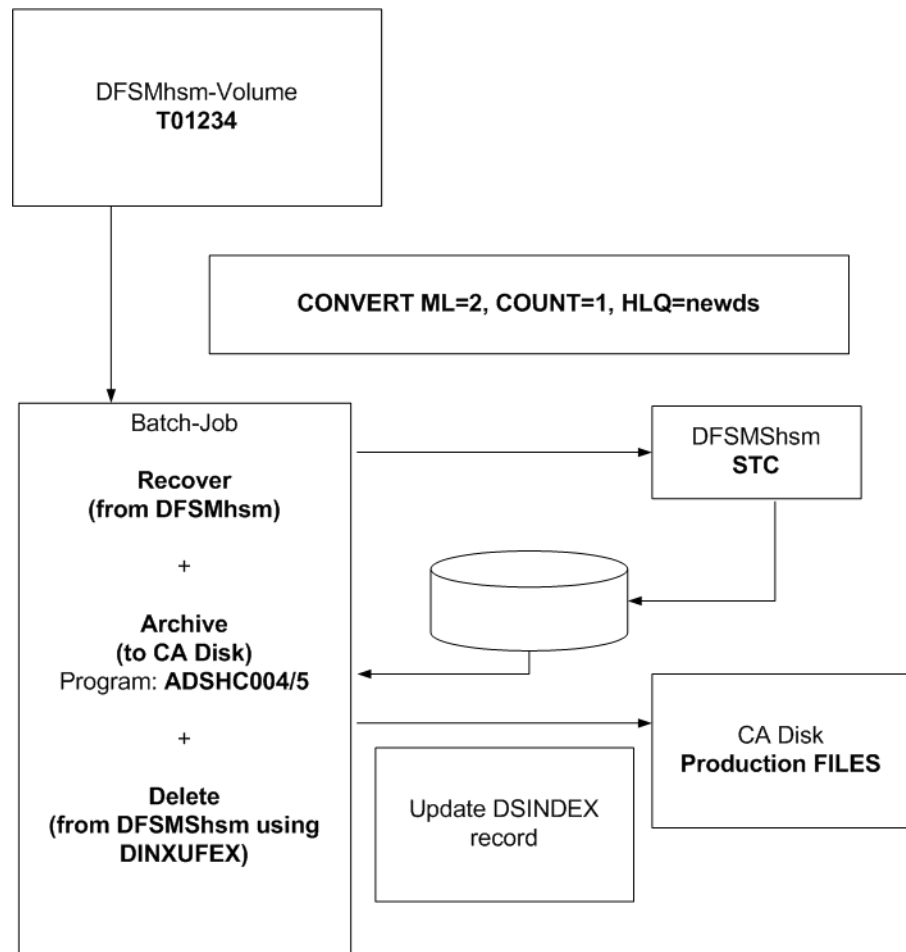 DFSMhsm-Volume
T01234
CONVERT ML=2, COUNT=1, HLQ=newds
Batch-Job
Recover
(from DFSMhsm)
+
Archive
(to CA Disk)
Program: ADSHC004/5
+
Delete
(from DFSMShsm using
DINXUFEX)
DFSMShsm
STC
CA Disk
Production FILES
Update DSINDEX
record